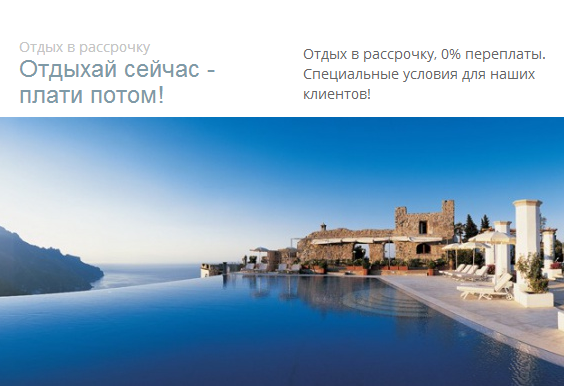 Отдых в рассрочку
Отдыхай сейчас -
плати потом!
Отдых в рассрочку, 0% переплаты.
Специальные условия для наших
клиентов!